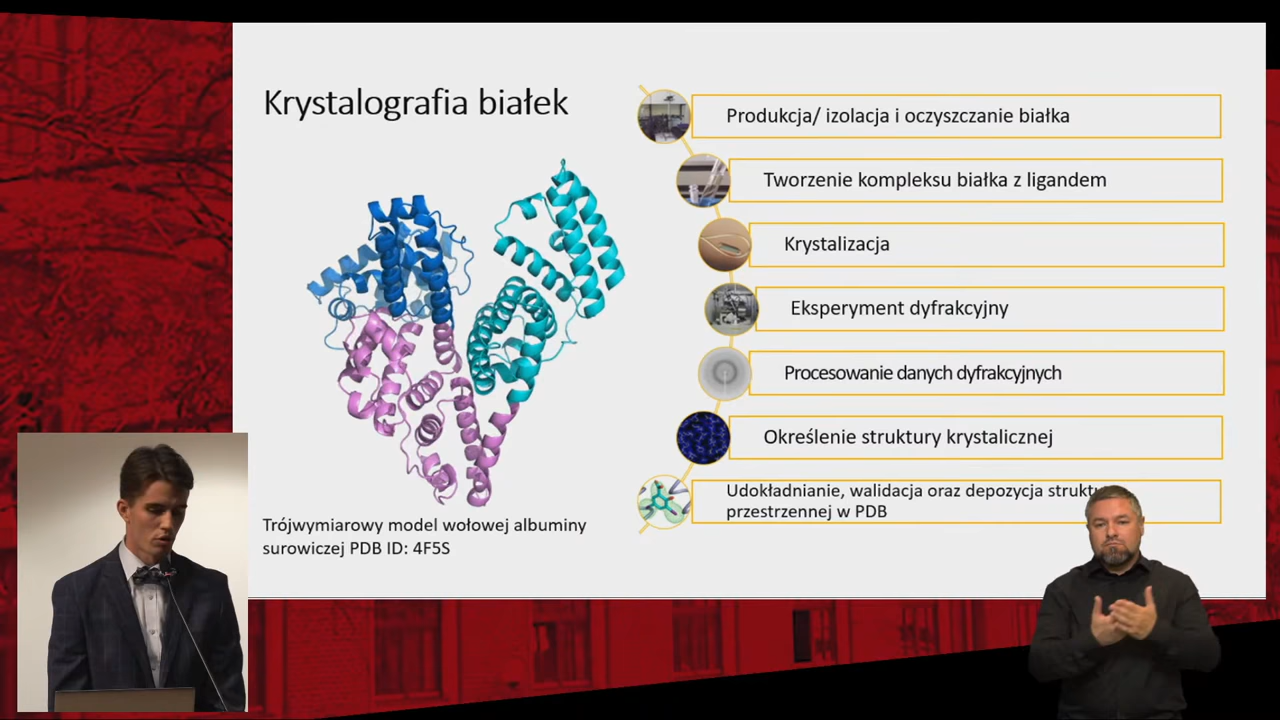 Krystalografia białek
Produkcja/ izolacja i oczyszczanie białka
Tworzenie kompleksu białka z ligandem
Krystalizacja
Eksperyment dyfrakcyjny
Procesowanie danych dyfrakcyjnych
Określenie struktury krystalicznej
Udokładnianie, walidacja oraz depozycja
przestrzennej w PDB
Trójwymiarowy model wołowej albuminy
surowiczej PDB ID: 4F5S